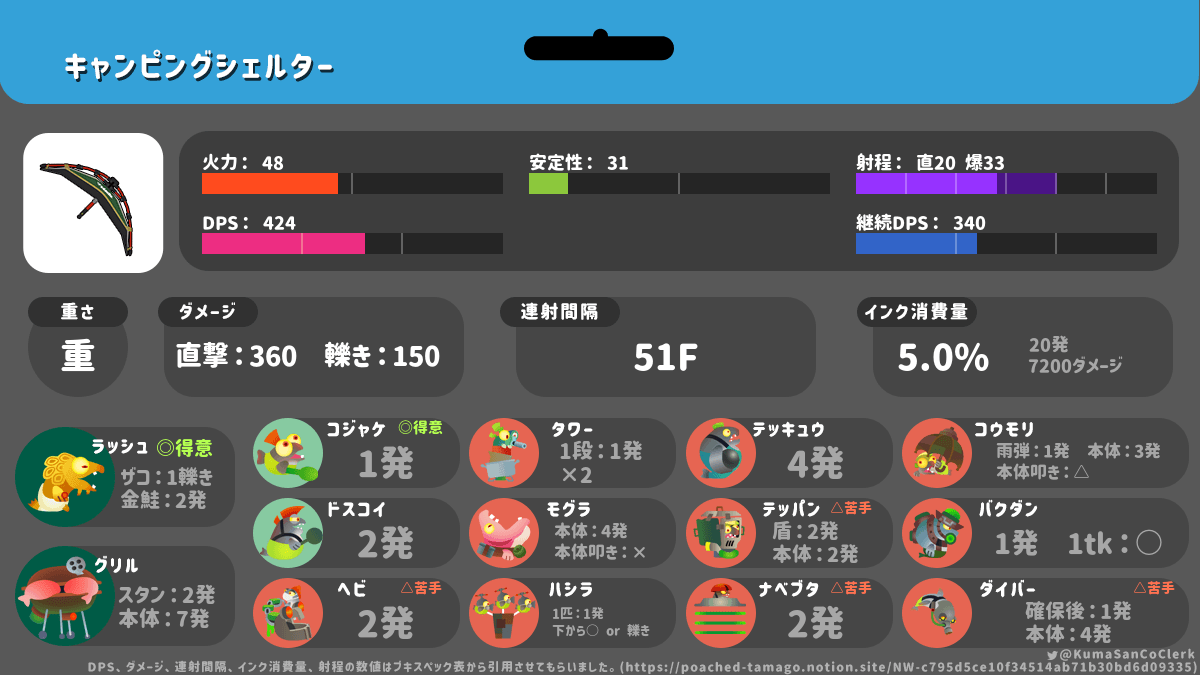 キャンピングシェルター
火力： 48
安定性： 31
射程： 直20 爆33
DPS： 424
継続DPS： 340
重さ
重
ダメージ
直撃：360 轢き：150
連射間隔
51F
インク消費量
5.0%
20発
7200ダメージ
ラッシュ ◎得意
ザコ：1轢き
金鮭：2発
グリル
スタン：2発
本体：7発
コジャケ ◎得意
1発
タワー
1段：1発
×2
テッキュウ
4発
コウモリ
雨弾：1発 本体：3発
本体叩き：△
ドスコイ
2発
モグラ
本体：4発
本体叩き：×
テッパン △苦手
盾：2発
本体：2発
バクダン
1発 1tk：〇
ヘビ △苦手
2発
ハシラ
1匹：1発
下から〇 or 轢き
ナベブタ △苦手
2発
ダイバー △苦手
確保後：1発
本体：4発
@KumaSanCoClerk
DPS、ダメージ、連射間隔、インク消費量、射程の数値はブキスペック表から引用させてもらいました。(https://poached-tamago.notion.site/NW-c795d5ce10f34514ab71b30bd6d09335)